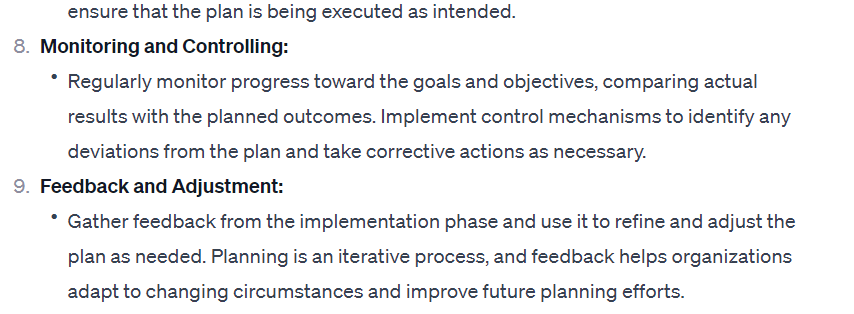 ensure that the plan is being executed as intended.
8. Monitoring and Controlling:
• Regularly monitor progress toward the goals and objectives, comparing actual
results with the planned outcomes. Implement control mechanisms to identify any
deviations from the plan and take corrective actions as necessary.
9. Feedback and Adjustment:
• Gather feedback from the implementation phase and use it to refine and adjust the
plan as needed. Planning is an iterative process, and feedback helps organizations
adapt to changing circumstances and improve future planning efforts.